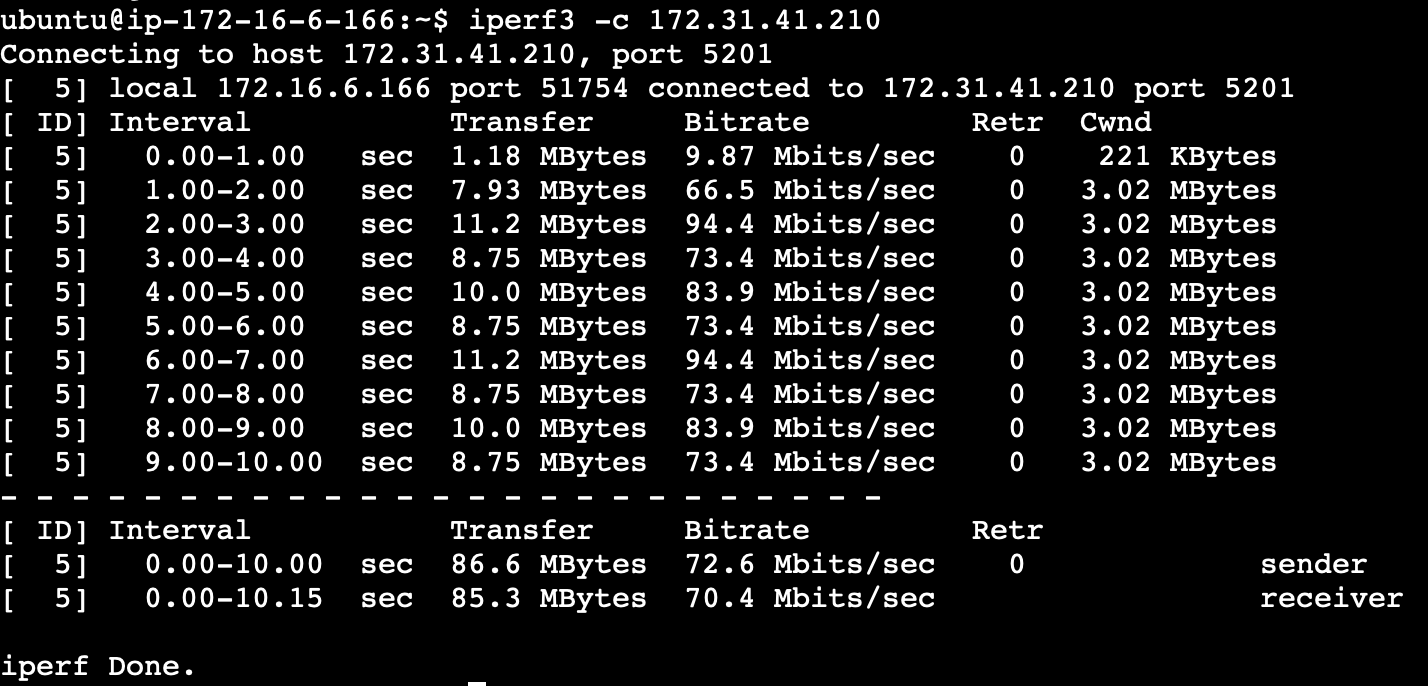 ubuntu@ip-172-16-6-166:~$ iperf3 -c 172.31.41.210
Connecting to host 172.31.41.210, port 5201
[  5] local 172.16.6.166 port 51754 connected to 172.31.41.210 port 5201
[ ID] Interval           Transfer     Bitrate         Retr  Cwnd
[  5]   0.00-1.00   sec  1.18 MBytes  9.87 Mbits/sec    0    221 KBytes
[  5]   1.00-2.00   sec  7.93 MBytes  66.5 Mbits/sec    0   3.02 MBytes
[  5]   2.00-3.00   sec  11.2 MBytes  94.4 Mbits/sec    0   3.02 MBytes
[  5]   3.00-4.00   sec  8.75 MBytes  73.4 Mbits/sec    0   3.02 MBytes
[  5]   4.00-5.00   sec  10.0 MBytes  83.9 Mbits/sec    0   3.02 MBytes
[  5]   5.00-6.00   sec  8.75 MBytes  73.4 Mbits/sec    0   3.02 MBytes
[  5]   6.00-7.00   sec  11.2 MBytes  94.4 Mbits/sec    0   3.02 MBytes
[  5]   7.00-8.00   sec  8.75 MBytes  73.4 Mbits/sec    0   3.02 MBytes
[  5]   8.00-9.00   sec  10.0 MBytes  83.9 Mbits/sec    0   3.02 MBytes
[  5]   9.00-10.00  sec  8.75 MBytes  73.4 Mbits/sec    0   3.02 MBytes
- - - - - - - - - - - - - - - - - - - - - - - - -
[ ID] Interval           Transfer     Bitrate         Retr
[  5]   0.00-10.00  sec  86.6 MBytes  72.6 Mbits/sec    0             sender
[  5]   0.00-10.15  sec  85.3 MBytes  70.4 Mbits/sec                  receiver
iperf Done.